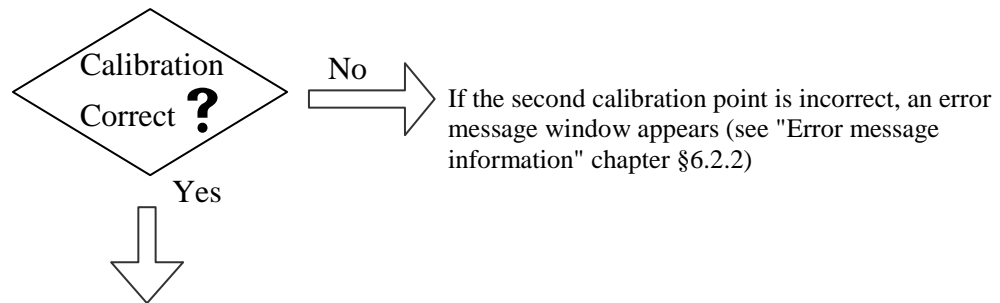 Calibration
Correct ?
No
If the second calibration point is incorrect, an error
message window appears (see "Error message
information" chapter §6.2.2)
Yes